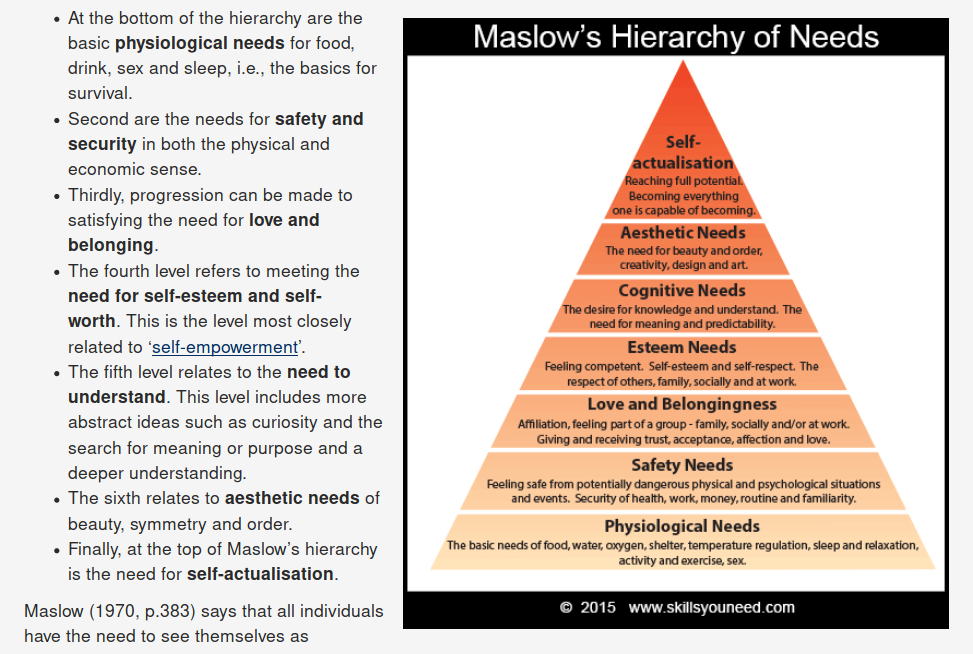 At the bottom of the hierarchy are the
basic physiological needs for food,
drink, sex and sleep, i.e., the basics for
survival.
Second are the needs for safety and
security in both the physical and
economic sense.
Thirdly, progression can be made to
satisfying the need for love and
belonging.
The fourth level refers to meeting the
need for self-esteem and self-
worth. This is the level most closely
related to ‘self-empowerment’.
The fifth level relates to the need to
understand. This level includes more
abstract ideas such as curiosity and the
search for meaning or purpose and a
deeper understanding.
The sixth relates to aesthetic needs of
beauty, symmetry and order.
Finally, at the top of Maslow’s hierarchy
is the need for self-actualisation.
Maslow (1970, p.383) says that all individuals
have the need to see themselves as
Maslow’s Hierarchy of Needs
Self-
actualisation
Reaching full potential.
Becoming everything
one is capable of becoming.
Aesthetic Needs
The need for beauty and order,
creativity, design and art.
Cognitive Needs
The desire for knowledge and understand. The
need for meaning and predictability.
Esteem Needs
Feeling competent. Self-esteem and self-respect. The
respect of others, family, socially and at work.
Love and Belongingness
Affiliation, feeling part of a group - family, socially and/or at work.
Giving and receiving trust, acceptance, affection and love.
Safety Needs
Feeling safe from potentially dangerous physical and psychological situations
and events. Security of health, work, money, routine and familiarity.
Physiological Needs
The basic needs of food, water, oxygen, shelter, temperature regulation, sleep and relaxation,
activity and exercise, sex.
© 2015 www.skillsyouneed.com